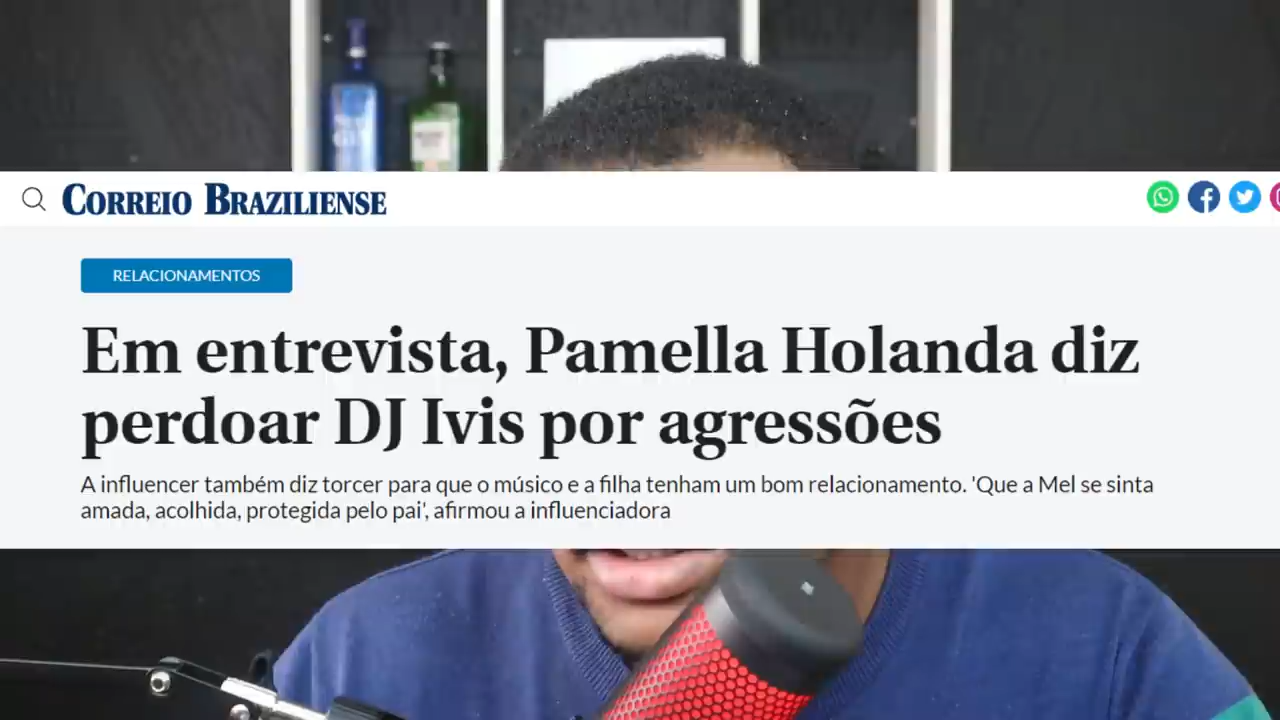 CORREIO BRAZILIENSE
RELACIONAMENTOS
Em entrevista, Pamella Holanda diz
perdoar DJ Ivis por agressões
A influencer também diz torcer para que o músico e a filha tenham um bom relacionamento. 'Que a Mel se sinta
amada, acolhida, protegida pelo pai', afirmou a influenciadora